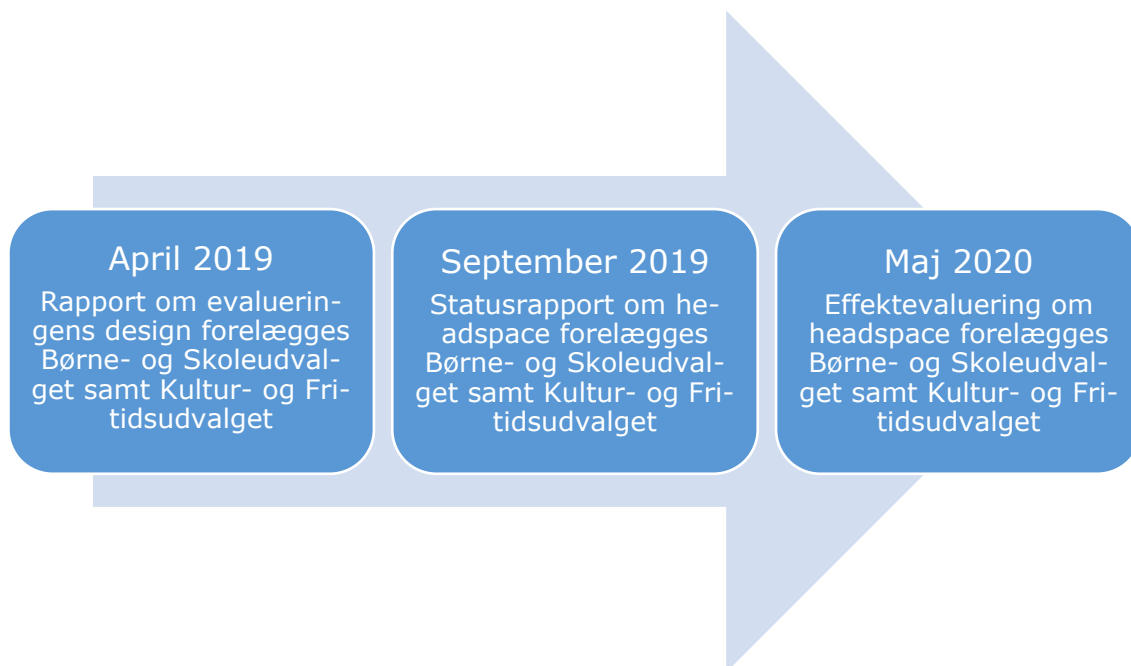 April 2019
Rapport om evaluerin-
gens design forelægges
Børne- og Skoleudval-
get samt Kultur- og Fri-
tidsudvalget
September 2019
Statusrapport om he-
adspace forelægges
Børne- og Skoleudval-
get samt Kultur- og Fri-
tidsudvalget
Maj 2020
Effektevaluering om
headspace forelægges
Børne- og Skoleudval-
get samt Kultur- og Fri-
tidsudvalget